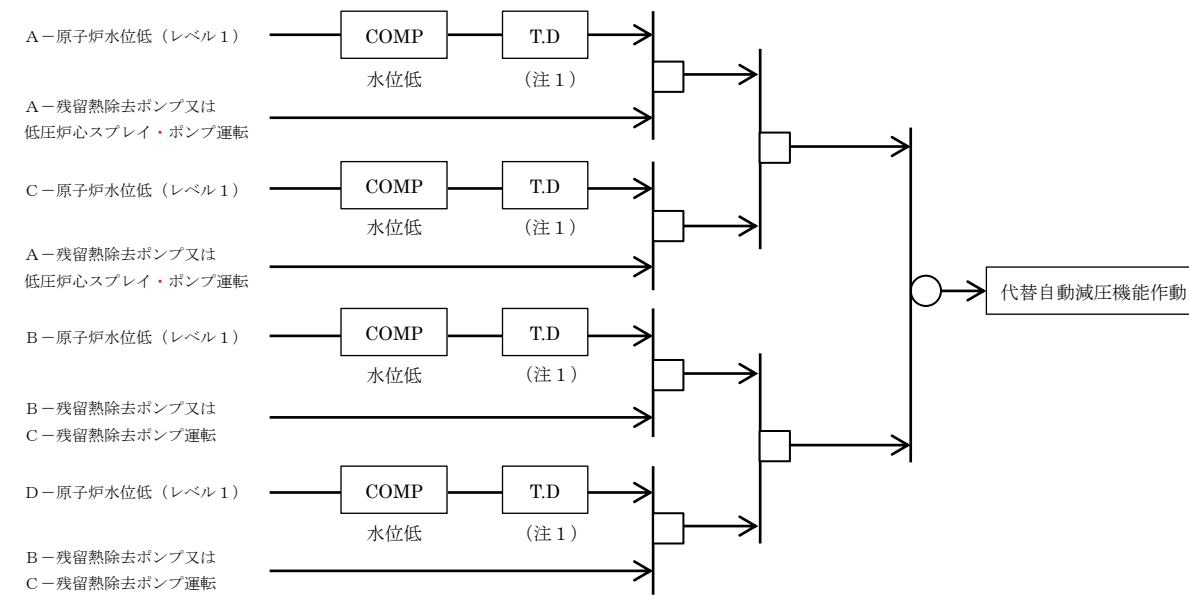 A－原子炉水位低（レベル１）
COMP
T.D
水位低
（注１）
A－残留熱除去ポンプ又は
低圧炉心スプレイ・ポンプ運転
C－原子炉水位低（レベル１）
COMP
T.D
水位低
（注１）
A－残留熱除去ポンプ又は
低圧炉心スプレイ・ポンプ運転
代替自動減圧機能作動
B－原子炉水位低（レベル１）
COMP
T.D
水位低
（注１）
B－残留熱除去ポンプ又は
C－残留熱除去ポンプ運転
D－原子炉水位低（レベル１）
COMP
T.D
水位低
（注１）
B－残留熱除去ポンプ又は
C－残留熱除去ポンプ運転